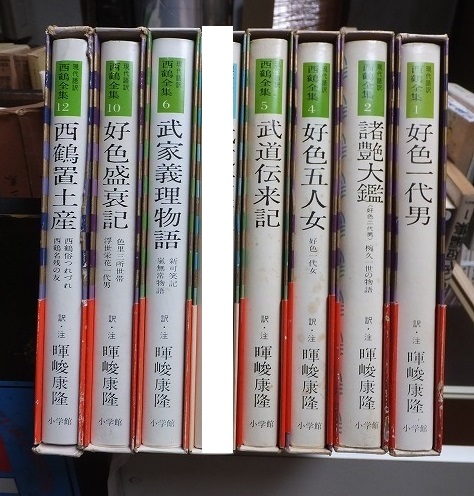 現代語訳
西鶴全集
1
好色一代男
訳・注
暉峻康隆
小学館
現代語訳
西鶴全集
2
諸艶大鑑
(好色二代男)
椀久一世の物語
訳・注
暉峻康隆
小学館
現代語訳
西鶴全集
4
好色五人女
好色一代女
訳・注
暉峻康隆
小学館
現代語訳
西鶴全集
5
武道伝来記
訳・注
暉峻康隆
小学館
現代語訳
西鶴全集
6
武家義理物語
新可笑記
嵐無常物語
訳・注
暉峻康隆
小学館
現代語訳
西鶴全集
10
好色盛衰記
色里三所世帯
浮世栄花一代男
訳・注
暉峻康隆
小学館
現代語訳
西鶴全集
12
西鶴置土産
西鶴俗つれづれ
西鶴名残の友
訳・注
暉峻康隆
小学館